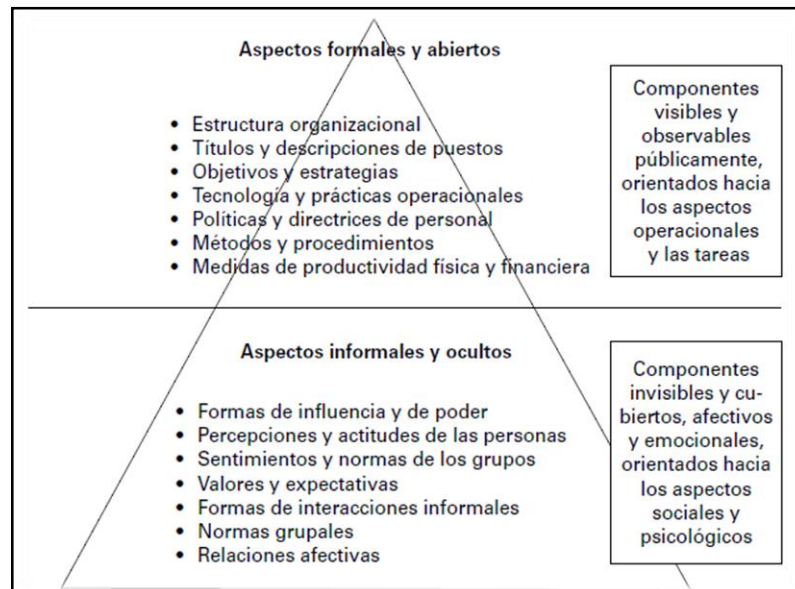 Aspectos formales y abiertos
• Estructura organizacional
• Títulos y descripciones de puestos
• Objetivos y estrategias
• Tecnología y prácticas operacionales
• Políticas y directrices de personal
• Métodos y procedimientos
• Medidas de productividad física y financiera
Componentes
visibles y
observables
públicamente,
orientados hacia
los aspectos
operacionales
y las tareas
Aspectos informales y ocultos
• Formas de influencia y de poder
• Percepciones y actitudes de las personas
• Sentimientos y normas de los grupos
• Valores y expectativas
• Formas de interacciones informales
• Normas grupales
• Relaciones afectivas
Componentes
invisibles y cu-
biertos, afectivos
y emocionales,
orientados hacia
los aspectos
sociales y
psicológicos